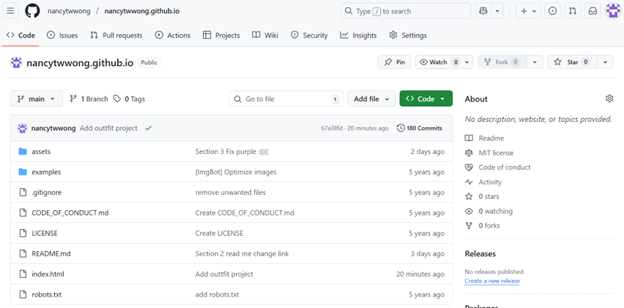 nancytwwong / nancytwwong.github.io
Type / to search
Code Issues Pull requests Actions Projects Wiki Security Insights Settings
nancytwwong.github.io Public
Pin Watch 0 Fork 0 Star 0
main 1 Branch 0 Tags Go to file t Add file Code
nancytwwong Add outtfit project 67a38fd · 20 minutes ago 180 Commits
assets Section 3 Fix purple :(((( 2 days ago
examples [ImgBot] Optimize images 5 years ago
.gitignore remove unwanted files 5 years ago
CODE_OF_CONDUCT.md Create CODE_OF_CONDUCT.md 5 years ago
LICENSE Create LICENSE 5 years ago
README.md Section 2 read me change link 3 days ago
index.html Add outtfit project 20 minutes ago
robots.txt add robots.txt 5 years ago
About
No description, website, or topics provided.
Readme
MIT license
Code of conduct
Activity
0 stars
0 watching
0 forks
Releases
No releases published
Create a new release